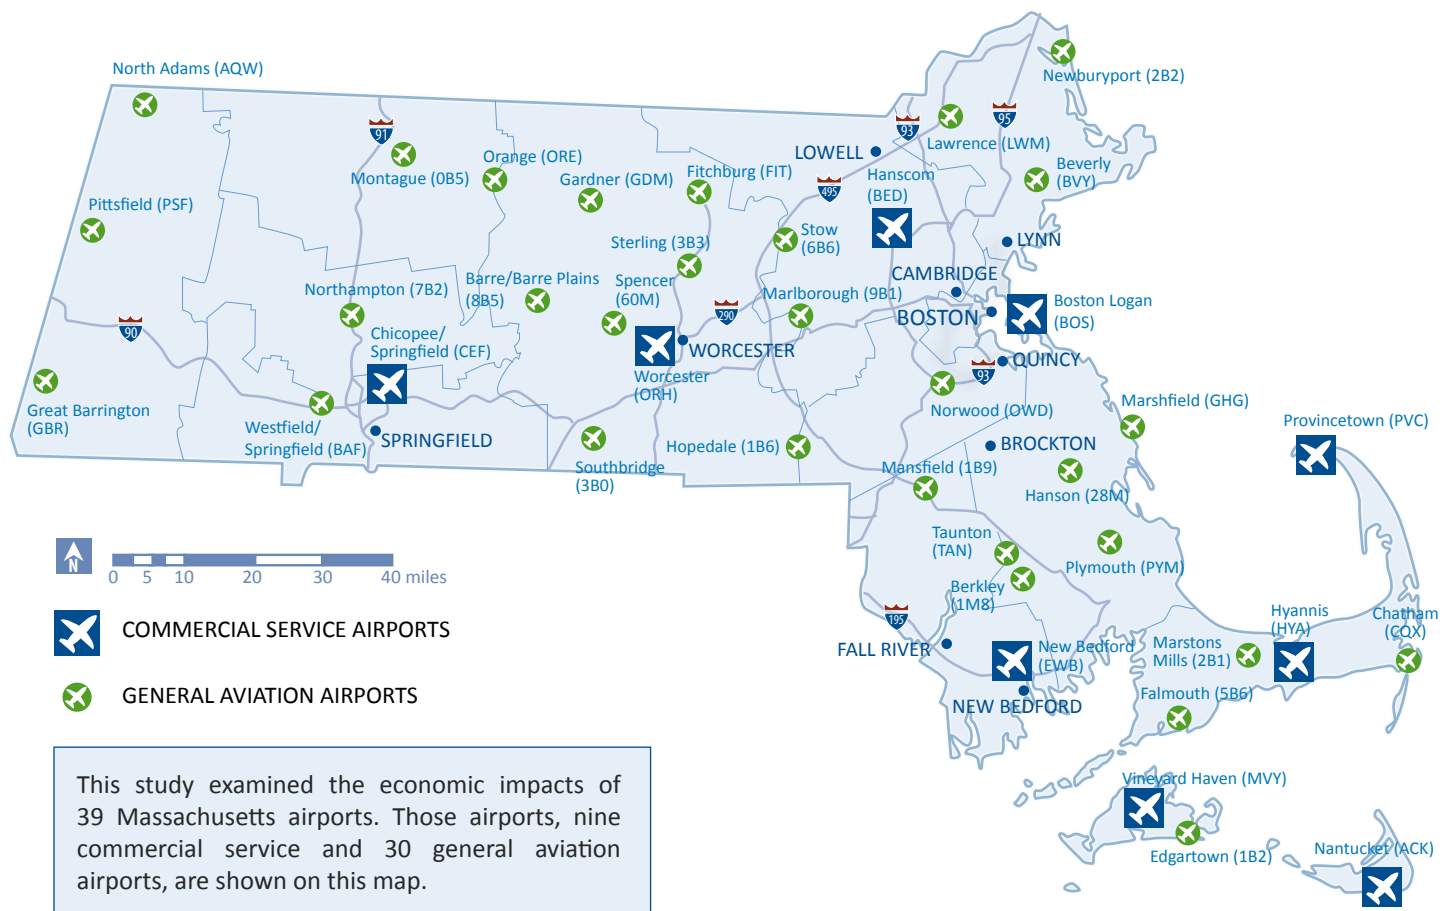 North Adams (AQW)
Newburyport (2B2)
91
93
95
Lawrence (LWM)
LOWELL
Orange (ORE)
Montague (0B5)
Gardner (GDM)
Fitchburg (FIT)
495
Hanscom
(BED)
Beverly
(BVY)
Pittsfield (PSF)
Stow
(6B6)
Sterling (3B3)
LYNN
CAMBRIDGE
Northampton (7B2)
Barre/Barre Plains
(8B5)
Spencer
(60M)
Marlborough (9B1)
290
BOSTON
Boston Logan
(BOS)
90
Chicopee/
Springfield (CEF)
WORCESTER
Worcester
(ORH)
QUINCY
93
Great Barrington
(GBR)
Norwood (OWD)
Marshfield (GHG)
Provincetown (PVC)
Westfield/
Springfield (BAF)
SPRINGFIELD
Southbridge
(3B0)
Hopedale (1B6)
BROCKTON
Mansfield (1B9)
Hanson (28M)
Taunton
(TAN)
Plymouth (PYM)
Berkley
(1M8)
N
0 5 10 20 30 40 miles
195
FALL RIVER
New Bedford
(EWB)
NEW BEDFORD
Marstons
Mills (2B1)
Hyannis
(HYA)
Chatham
(CQX)
Falmouth (5B6)
COMMERCIAL SERVICE AIRPORTS
GENERAL AVIATION AIRPORTS
Vineyard Haven (MVY)
Edgartown (1B2)
Nantucket (ACK)
This study examined the economic impacts of
39 Massachusetts airports. Those airports, nine
commercial service and 30 general aviation
airports, are shown on this map.